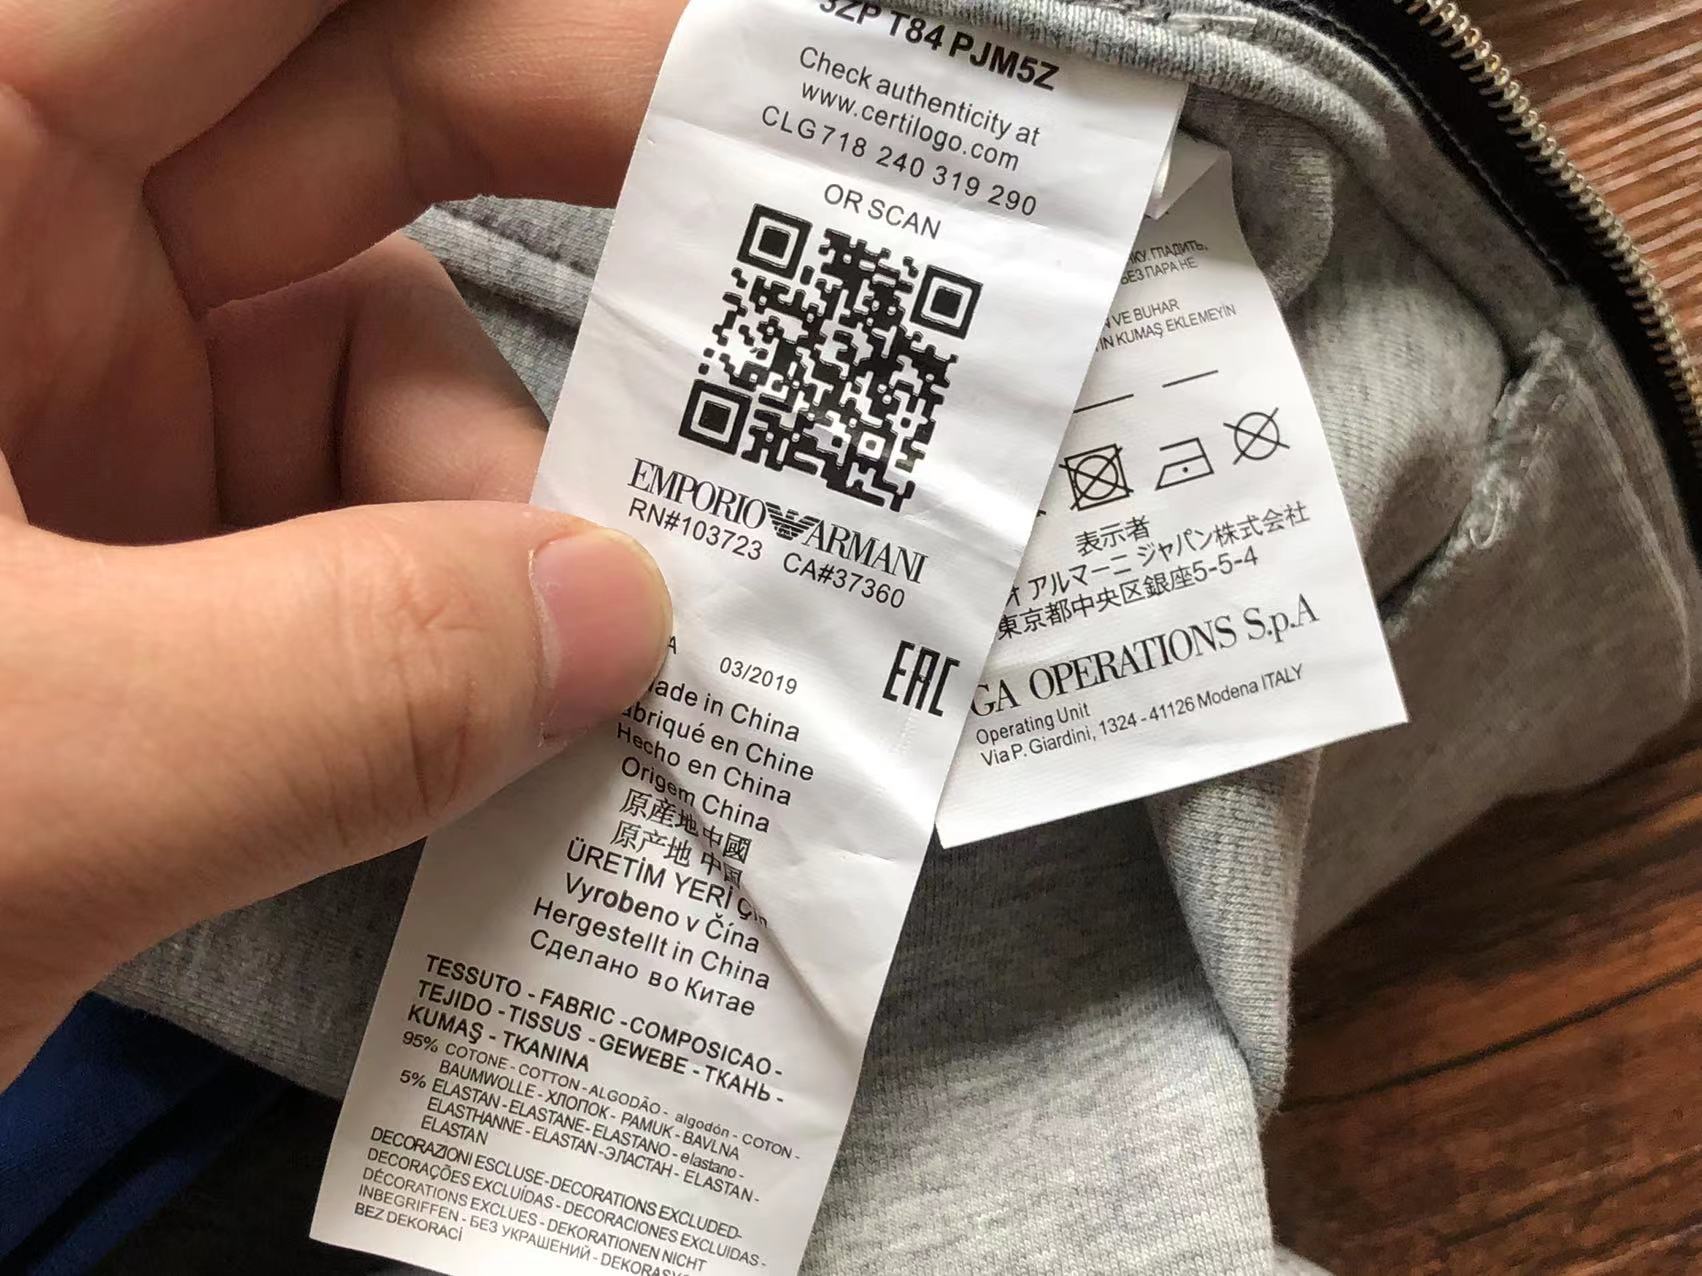 T84 PJM5Z
Check authenticity at
www.certilogo.com
CLG718 240 319 290
OR SCAN
EMPORIO ARMANI
RN#103723 CA#37360
03/2019
in China
en Chine
Hecho en China
Origem China
原産地中國
原产地 中
ÜRETİM YERİ
Vyrobeno v Čína
Hergestellt in China
Сделано во Китае
EAC
TESSUTO - FABRIC -COMPOSICAO-
TEJIDO -TISSUS -GEWEBE -ТКАНЬ -
KUMAŞ - TKANINA
95% COTONE - COTTON - ALGODÃO - algodón - COTON -
BAUMWOLLE - ХЛОПОК - PAMUK - BAVLNA
5% ELASTAN - ELASTANE- ELASTANO - elastano -
ELASTHANNE - ELASTAN -ЭЛАСТАН - ELASTAN -
ELASTAN
DECORAZIONI ESCLUSE-DECORATIONS EXCLUDED-
DECORAÇÕES EXCLUÍDAS - DECORACIONES EXCLUIDAS -
DÉCORATIONS EXCLUES - DEKORATIONEN NICHT
INBEGRIFFEN - БЕЗ УКРАШЕНИЙ -
BEZ DEKORACÍ
ГЛАДИТЬ,
БЕЗ ПАРА НЕ
VE BUHAR
KUMAŞ EKLEMEYİN
表示者
アルマーニ ジャパン株式会社
東京都中央区銀座5-5-4
GA OPERATIONS S.p.A
Operating Unit
Via P. Giardini, 1324 - 41126 Modena ITALY